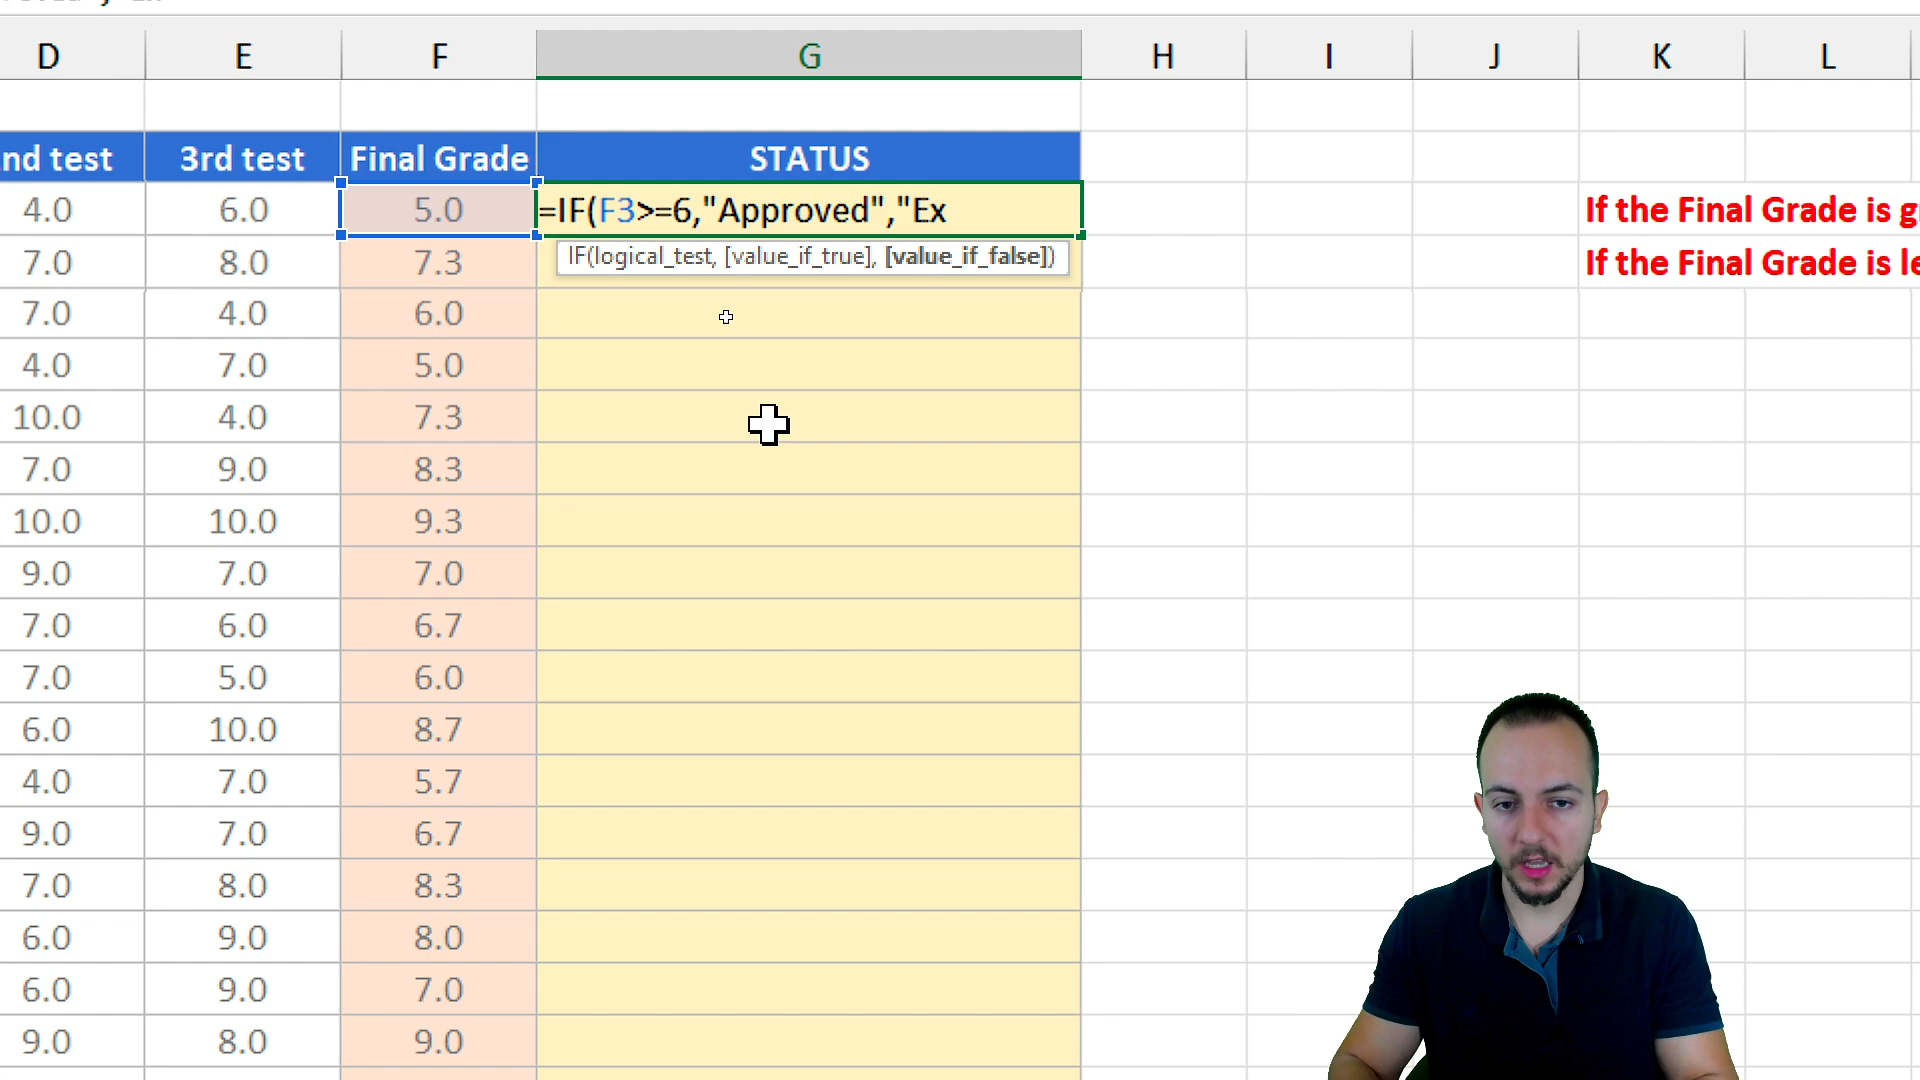 D E F G H I J K L
nd test 3rd test Final Grade STATUS
4.0 6.0 5.0 =IF(F3>=6,"Approved","Ex If the Final Grade is g
7.0 8.0 7.3 IF(logical_test, [value_if_true], [value_if_false]) If the Final Grade is le
7.0 4.0 6.0
4.0 7.0 5.0
10.0 4.0 7.3
7.0 9.0 8.3
10.0 10.0 9.3
9.0 7.0 7.0
7.0 6.0 6.7
7.0 5.0 6.0
6.0 10.0 8.7
4.0 7.0 5.7
9.0 7.0 6.7
7.0 8.0 8.3
6.0 9.0 8.0
6.0 9.0 7.0
9.0 8.0 9.0